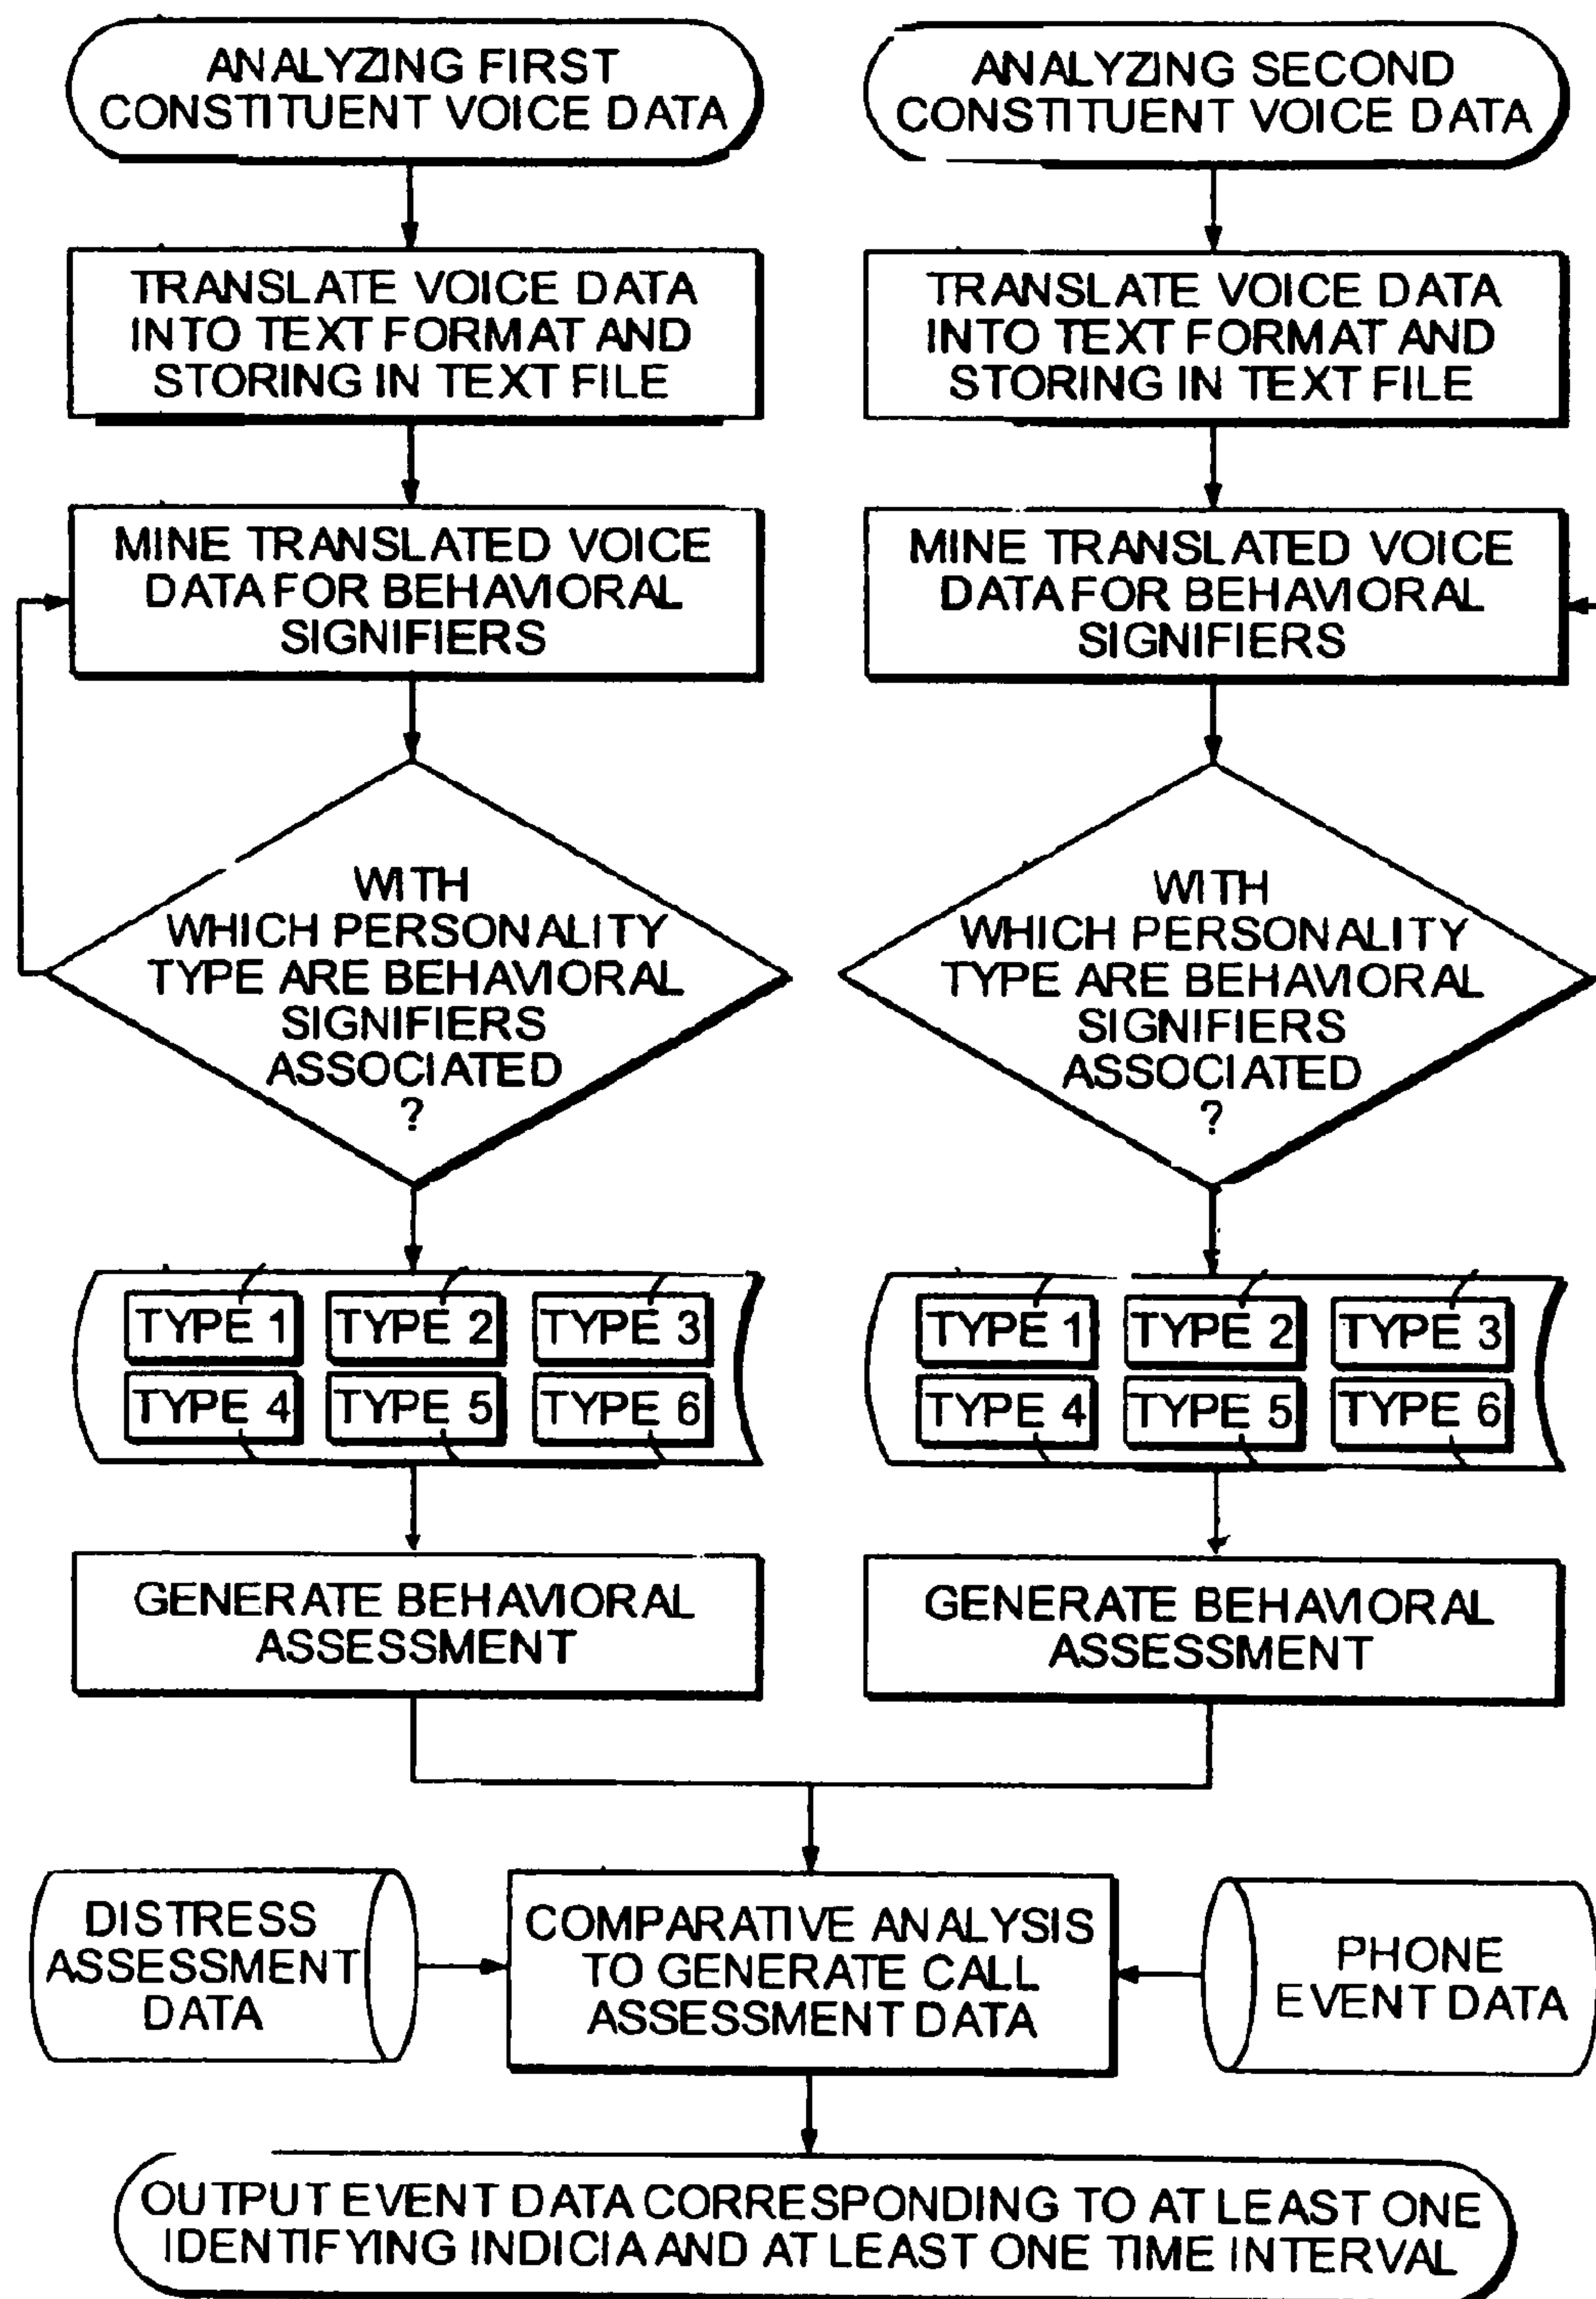 ANALYZING FIRST
CONSTITUENT VOICE DATA
TRANSLATE VOICE DATA
INTO TEXT FORMAT AND
STORING IN TEXT FILE
MINE TRANSLATED VOICE
DATA FOR BEHAVIORAL
SIGNIFIERS
WITH
WHICH PERSONALITY
TYPE ARE BEHAVIORAL
SIGNIFIERS
ASSOCIATED
?
TYPE 1 TYPE 2 TYPE 3
TYPE 4 TYPE 5 TYPE 6
GENERATE BEHAVIORAL
ASSESSMENT
ANALYZING SECOND
CONSTITUENT VOICE DATA
TRANSLATE VOICE DATA
INTO TEXT FORMAT AND
STORING IN TEXT FILE
MINE TRANSLATED VOICE
DATA FOR BEHAVIORAL
SIGNIFIERS
WITH
WHICH PERSONALITY
TYPE ARE BEHAVIORAL
SIGNIFIERS
ASSOCIATED
?
TYPE 1 TYPE 2 TYPE 3
TYPE 4 TYPE 5 TYPE 6
GENERATE BEHAVIORAL
ASSESSMENT
DISTRESS
ASSESSMENT
DATA
COMPARATIVE ANALYSIS
TO GENERATE CALL
ASSESSMENT DATA
PHONE
EVENT DATA
OUTPUT EVENT DATA CORRESPONDING TO AT LEAST ONE
IDENTIFYING INDICIA AND AT LEAST ONE TIME INTERVAL